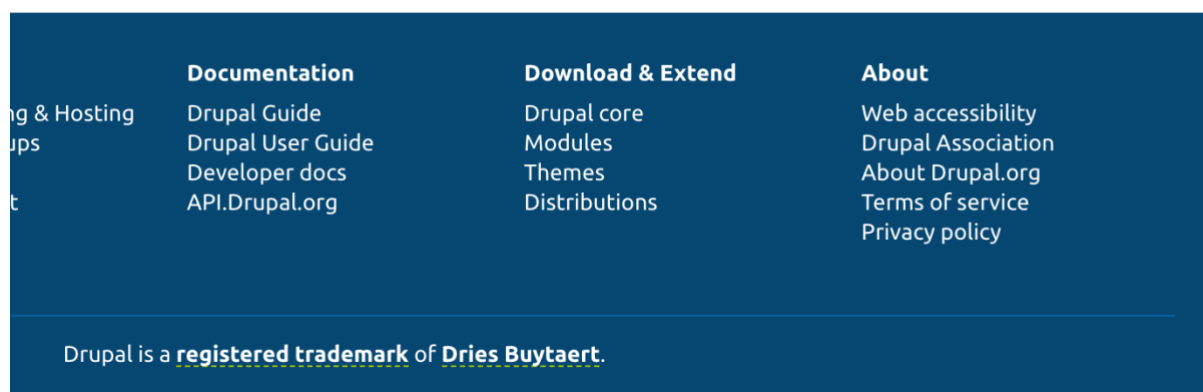 & Hosting
Documentation
Drupal Guide
Drupal User Guide
Developer docs
API.Drupal.org
Download & Extend
Drupal core
Modules
Themes
Distributions
About
Web accessibility
Drupal Association
About Drupal.org
Terms of service
Privacy policy
Drupal is a registered trademark of Dries Buytaert.